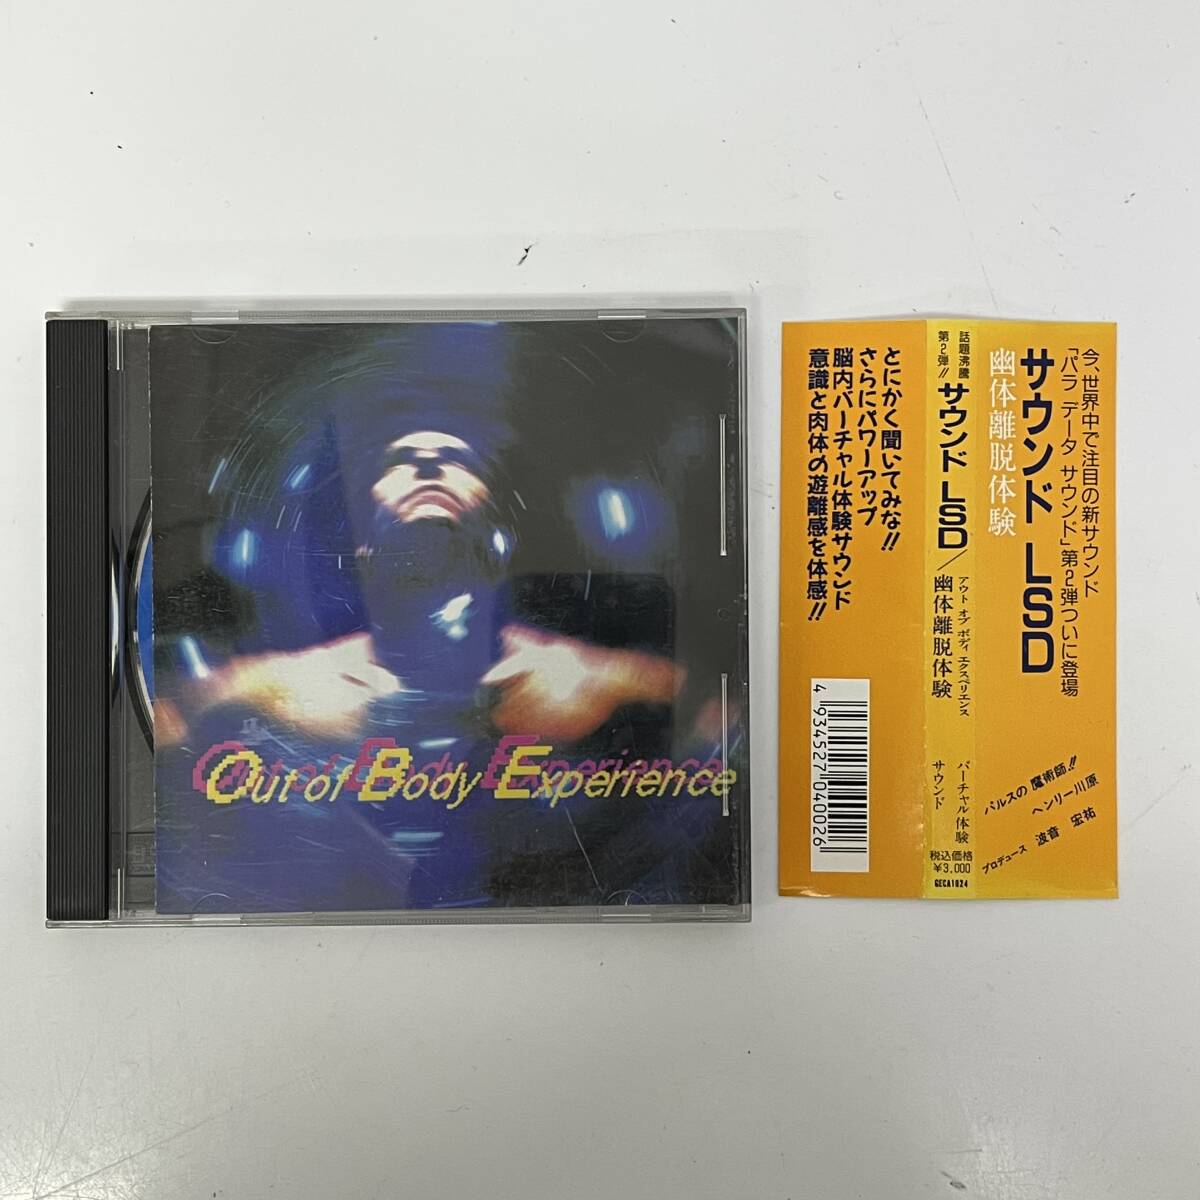 Out of Body Experience
Out of Body Experience
今、世界中で注目の新サウンド
「パラ データ サウンド」第2弾ついに登場
サウンド LSD
幽体離脱体験
パルスの魔術師!!
ヘンリー川原
プロデュース 波音 宏祐
話題沸騰
第2弾!!
サウンド LSD/幽体離脱体験
アウト オブ ボディ エクスペリエンス
バーチャル体験
サウンド
税込価格
¥3,000
GECA1024
とにかく聞いてみな!!
さらにパワーアップ
脳内バーチャル体験サウンド
意識と肉体の遊離感を体感!!
4 934527 040026